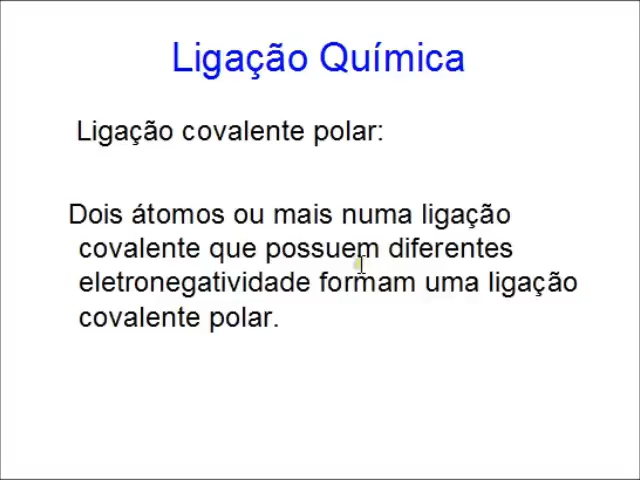 Ligação Química
Ligação covalente polar:
Dois átomos ou mais numa ligação
covalente que possuem diferentes
eletronegatividade formam uma ligação
covalente polar.